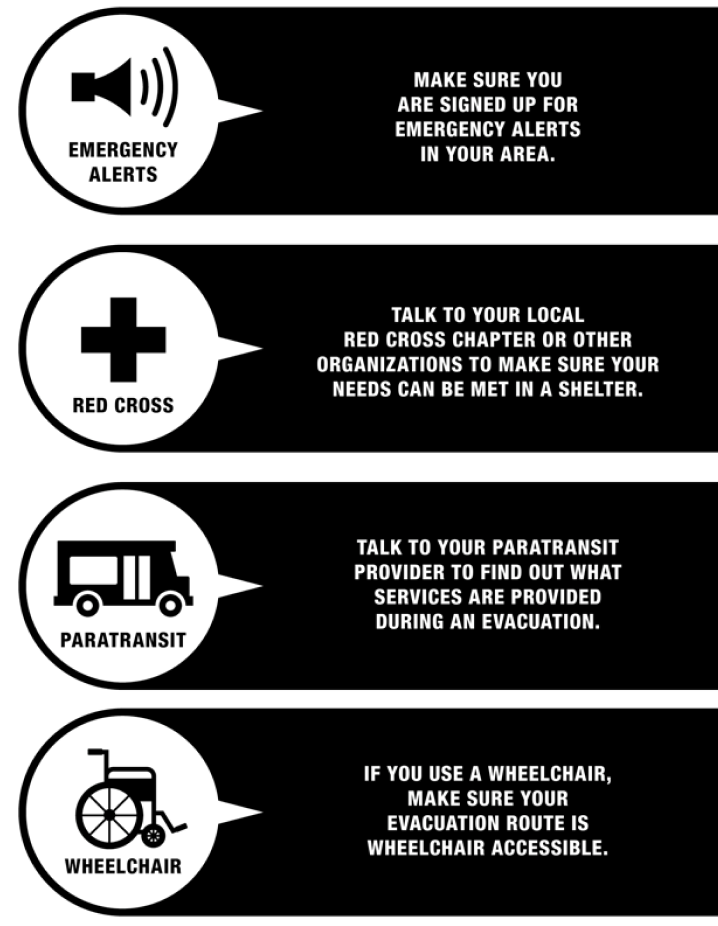 EMERGENCY
ALERTS
MAKE SURE YOU
ARE SIGNED UP FOR
EMERGENCY ALERTS
IN YOUR AREA.
RED CROSS
TALK TO YOUR LOCAL
RED CROSS CHAPTER OR OTHER
ORGANIZATIONS TO MAKE SURE YOUR
NEEDS CAN BE MET IN A SHELTER.
PARATRANSIT
TALK TO YOUR PARATRANSIT
PROVIDER TO FIND OUT WHAT
SERVICES ARE PROVIDED
DURING AN EVACUATION.
WHEELCHAIR
IF YOU USE A WHEELCHAIR,
MAKE SURE YOUR
EVACUATION ROUTE IS
WHEELCHAIR ACCESSIBLE.